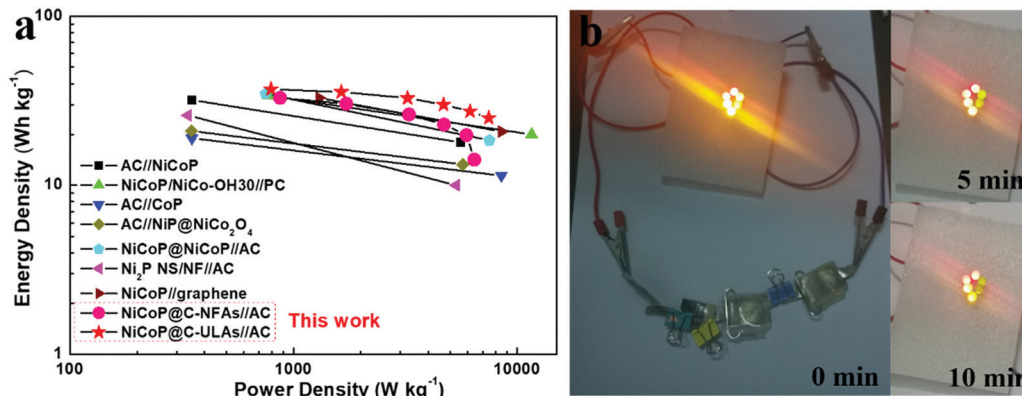 a
Energy Density (Wh kg⁻¹)
100
10
1
AC//NiCoP
NiCoP/NiCo-OH30//PC
AC//CoP
AC//NiP@NiCo₂O₄
NiCoP@NiCoP//AC
Ni₂P NS/NF//AC
NiCoP//graphene
NiCoP@C-NFAs//AC
NiCoP@C-ULAs//AC
This work
100
1000
10000
Power Density (W kg⁻¹)
b
0 min
5 min
10 min